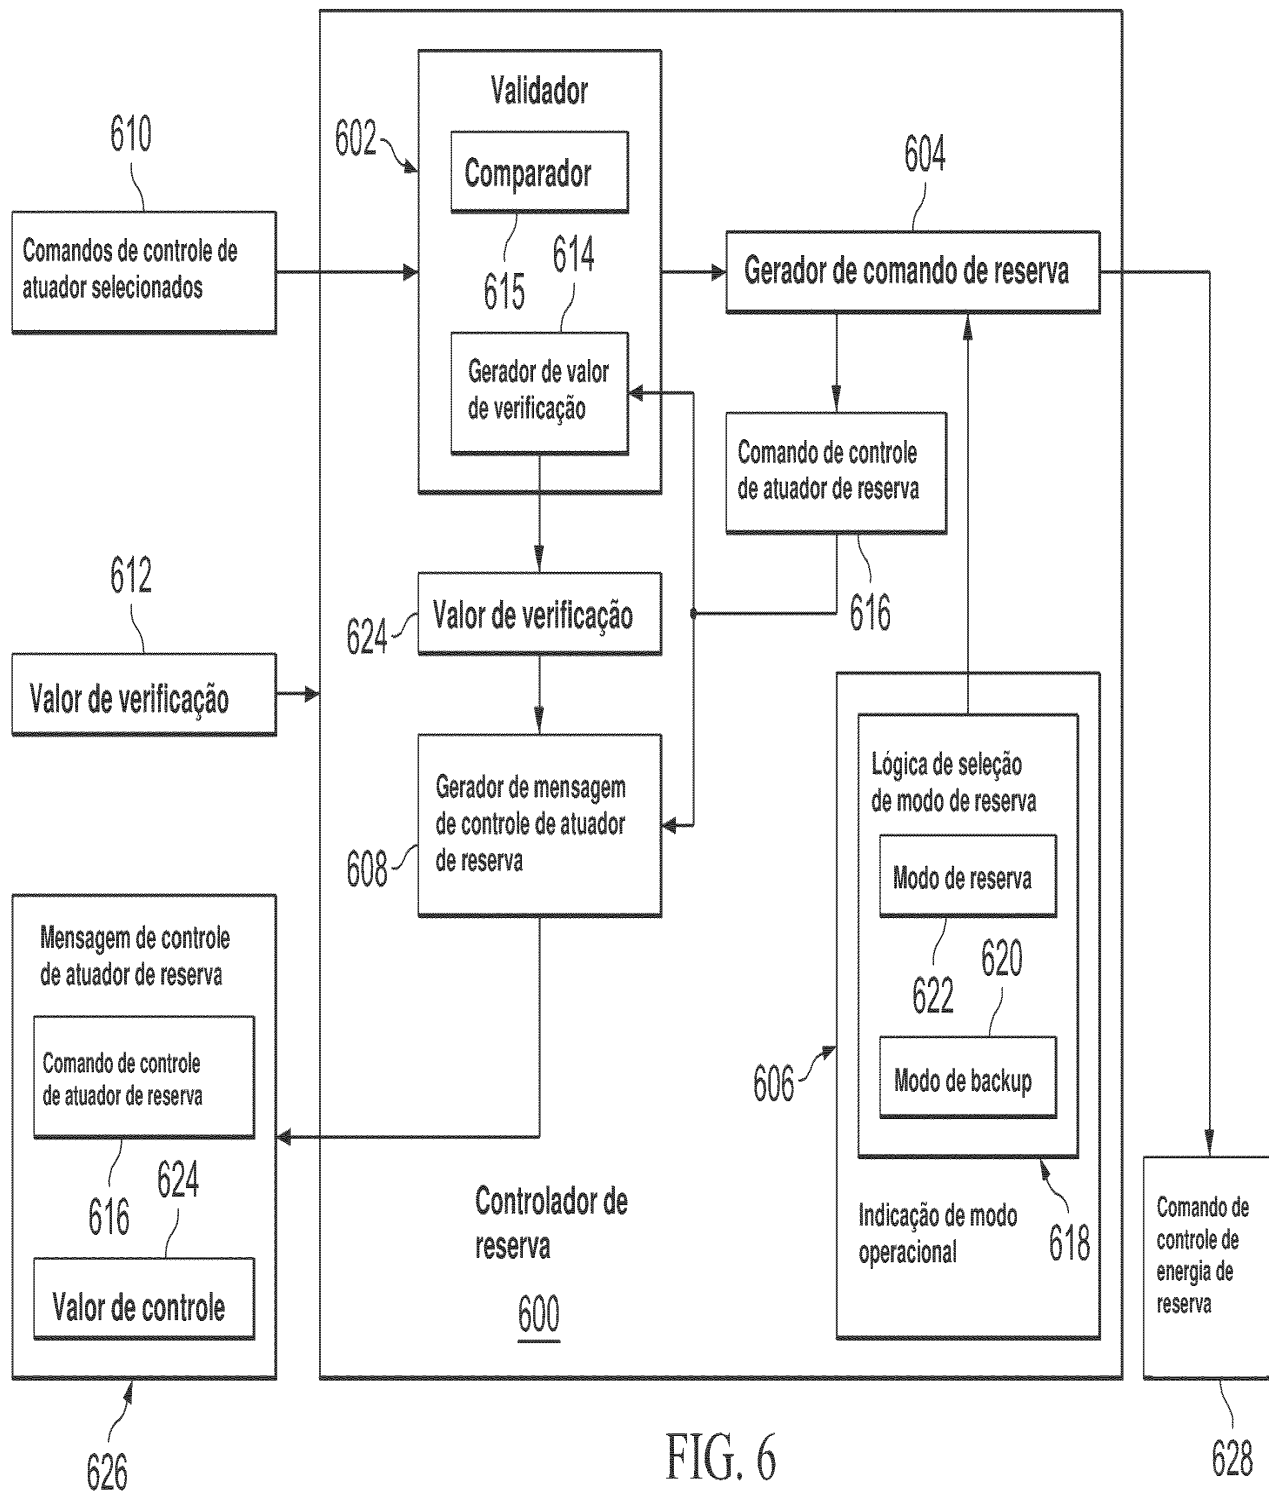 610
Comandos de controle de
atuador selecionados
612
Valor de verificação
Mensagem de controle
de atuador de reserva
Comando de controle
de atuador de reserva
616
624
Valor de controle
626
Validador
602
Comparador
615
614
Gerador de valor
de verificação
624
Valor de verificação
608
Gerador de mensagem
de controle de atuador
de reserva
Controlador de
reserva
600
604
Gerador de comando de reserva
Comando de controle
de atuador de reserva
616
606
Lógica de seleção
de modo de reserva
Modo de reserva
622
620
Modo de backup
618
Indicação de modo
operacional
Comando de
controle de
energia de
reserva
628
FIG. 6